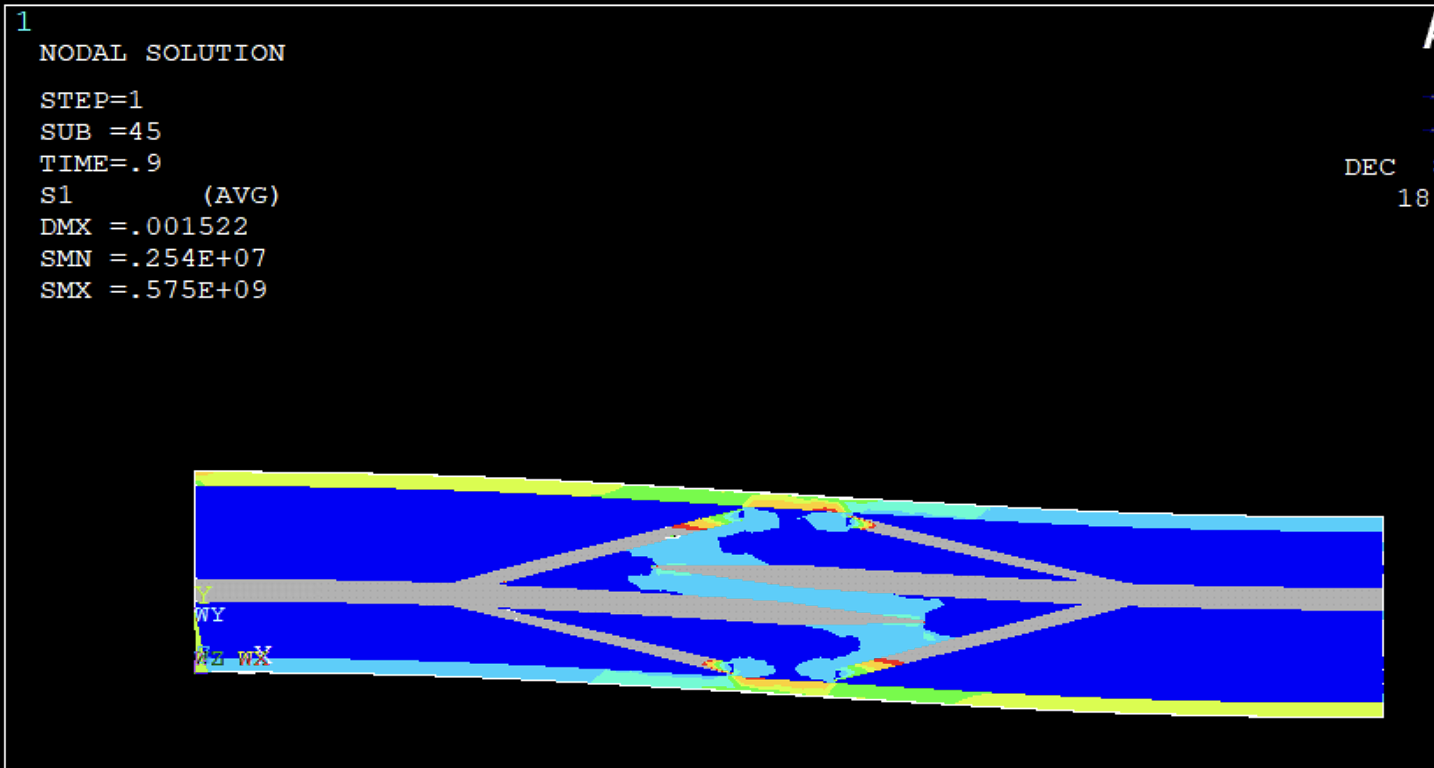 1
NODAL SOLUTION
STEP=1
SUB =45
TIME=.9
S1 (AVG)
DMX =.001522
SMN =.254E+07
SMX =.575E+09
DEC
18
Y
WY
WZ WX